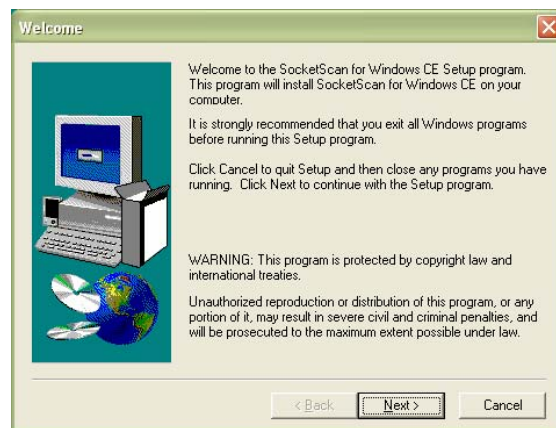 Welcome
Welcome to the SocketScan for Windows CE Setup program.
This program will install SocketScan for Windows CE on your
computer.
It is strongly recommended that you exit all Windows programs
before running this Setup program.
Click Cancel to quit Setup and then close any programs you have
running. Click Next to continue with the Setup program.
WARNING: This program is protected by copyright law and
international treaties.
Unauthorized reproduction or distribution of this program, or any
portion of it, may result in severe civil and criminal penalties, and
will be prosecuted to the maximum extent possible under law.
< Back
Next >
Cancel